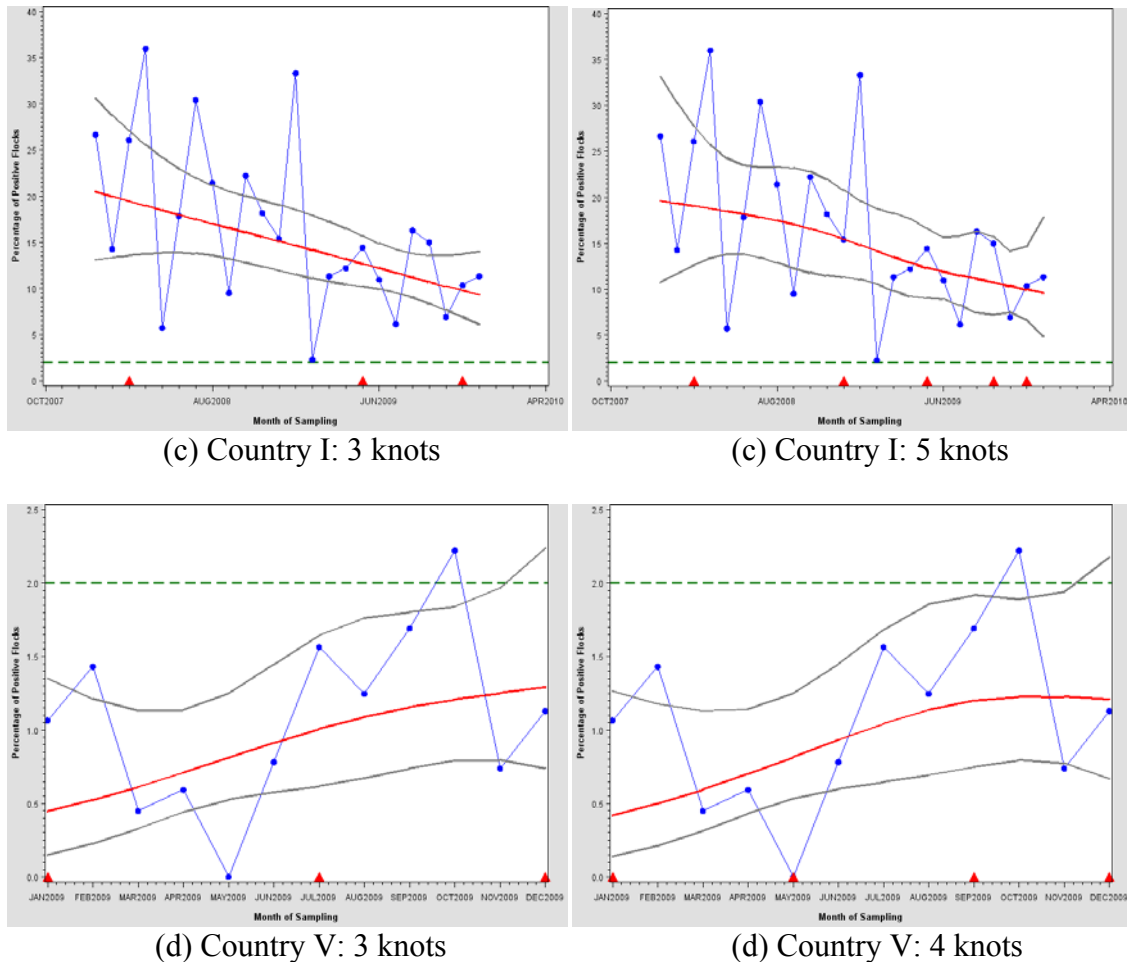 40
35
30
25
20
15
10
5
0
Percentage of Positive Flocks
OCT2007 AUG2008 JUN2009 APR2010
Month of Sampling
(c) Country I: 3 knots
40
35
30
25
20
15
10
5
0
Percentage of Positive Flocks
OCT2007 AUG2008 JUN2009 APR2010
Month of Sampling
(c) Country I: 5 knots
2.5
2.0
1.5
1.0
0.5
0.0
Percentage of Positive Flocks
JAN2009 FEB2009 MAR2009 APR2009 MAY2009 JUN2009 JUL2009 AUG2009 SEP2009 OCT2009 NOV2009 DEC2009
Month of Sampling
(d) Country V: 3 knots
2.5
2.0
1.5
1.0
0.5
0.0
Percentage of Positive Flocks
JAN2009 FEB2009 MAR2009 APR2009 MAY2009 JUN2009 JUL2009 AUG2009 SEP2009 OCT2009 NOV2009 DEC2009
Month of Sampling
(d) Country V: 4 knots